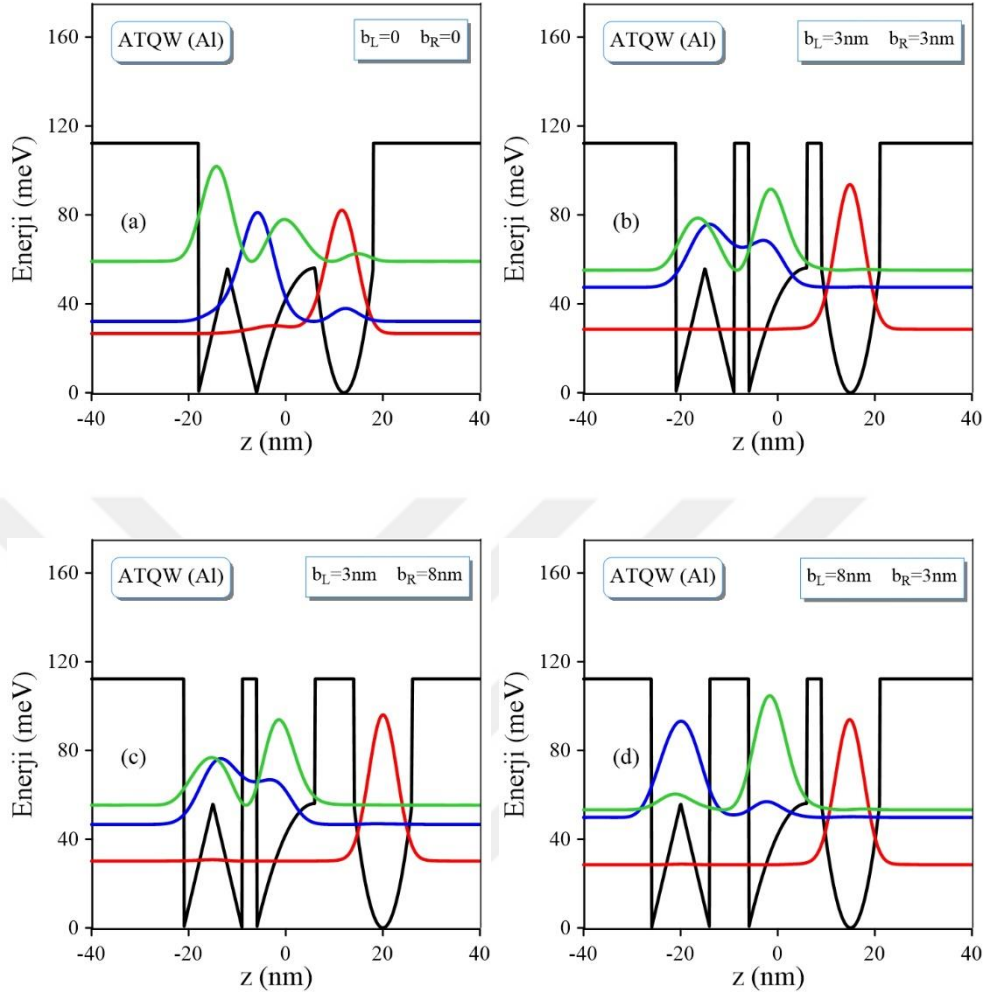 160
ATQW (Al)
b_L=0 b_R=0
120
80
40
0
(a)
Enerji (meV)
-40 -20 0 20 40
z (nm)
160
ATQW (Al)
b_L=3nm b_R=3nm
120
80
40
0
(b)
Enerji (meV)
-40 -20 0 20 40
z (nm)
160
ATQW (Al)
b_L=3nm b_R=8nm
120
80
40
0
(c)
Enerji (meV)
-40 -20 0 20 40
z (nm)
160
ATQW (Al)
b_L=8nm b_R=3nm
120
80
40
0
(d)
Enerji (meV)
-40 -20 0 20 40
z (nm)